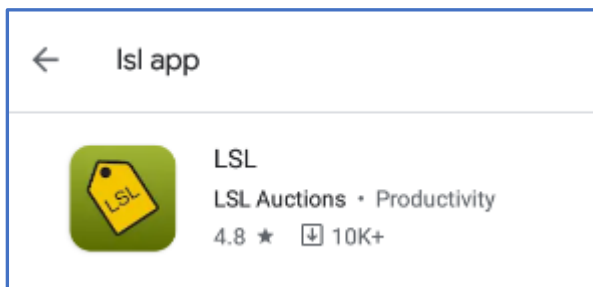 lsl app
LSL
LSL
LSL Auctions • Productivity
4.8 ★ 10K+